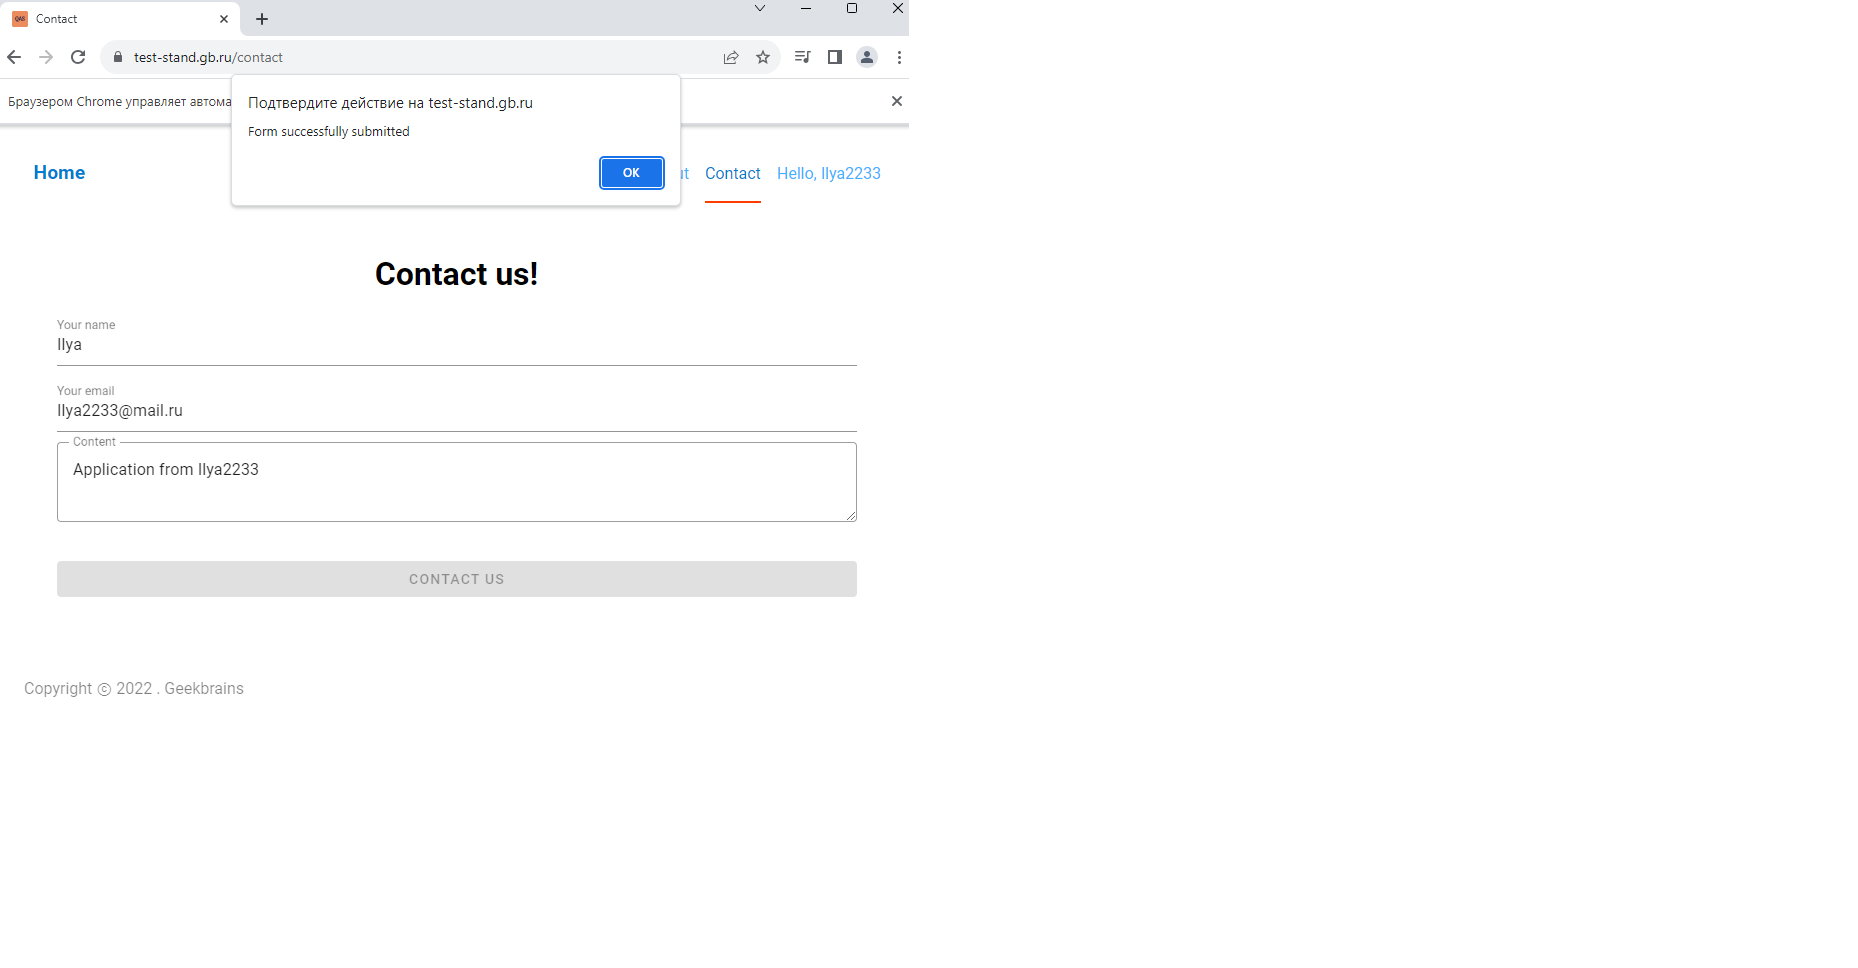 Contact
test-stand.gb.ru/contact
Браузером Chrome управляет автома
Подтвердите действие на test-stand.gb.ru
Form successfully submitted
OK
Home
Contact
Hello, Ilya2233
Contact us!
Your name
Ilya
Your email
Ilya2233@mail.ru
Content
Application from Ilya2233
CONTACT US
Copyright © 2022 . Geekbrains